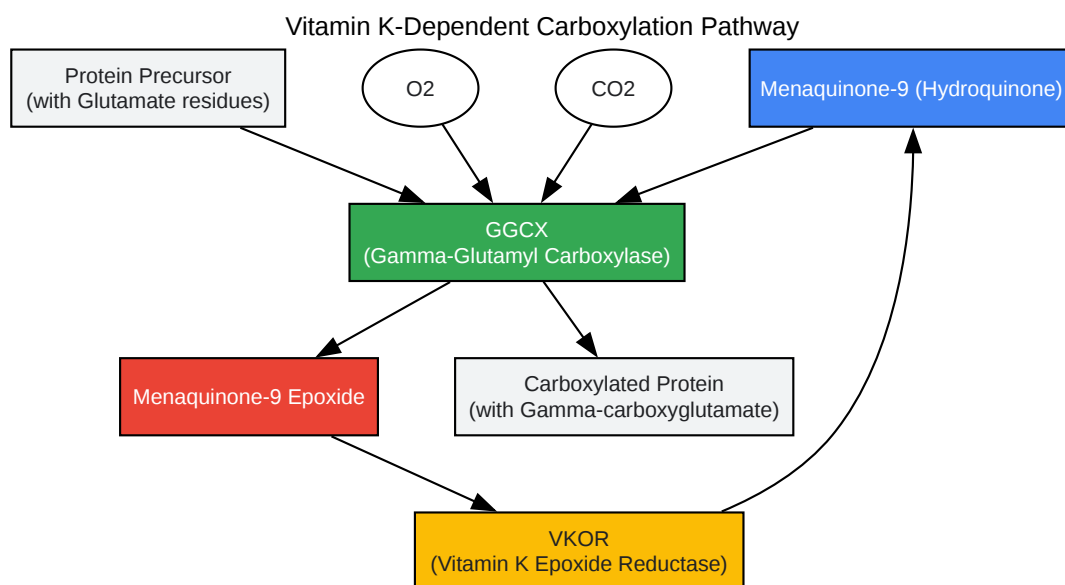 Vitamin K-Dependent Carboxylation Pathway
Protein Precursor
(with Glutamate residues)
O2
CO2
Menaquinone-9 (Hydroquinone)
GGCX
(Gamma-Glutamyl Carboxylase)
Menaquinone-9 Epoxide
Carboxylated Protein
(with Gamma-carboxyglutamate)
VKOR
(Vitamin K Epoxide Reductase)